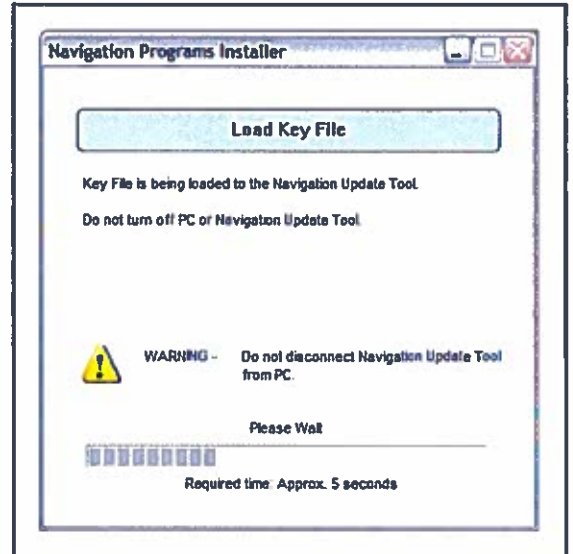 Navigation Programs Installer
Load Key File
Key File is being loaded to the Navigation Update Tool.
Do not turn off PC or Navigation Update Tool.
WARNING - Do not disconnect Navigation Update Tool
from PC.
Please Wait
Required time: Approx. 5 seconds